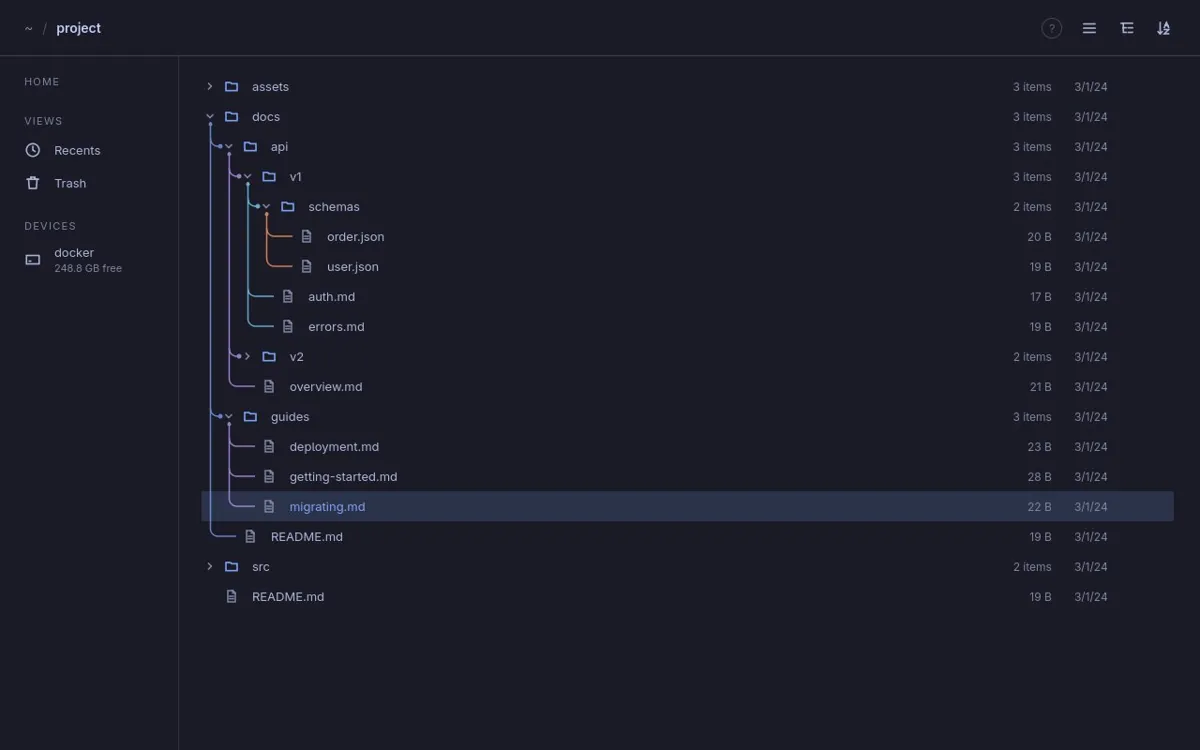 ~ / project ?
HOME
VIEWS
Recents
Trash
DEVICES
docker
248.8 GB free
assets 3 items 3/1/24
docs 3 items 3/1/24
api 3 items 3/1/24
v1 3 items 3/1/24
schemas 2 items 3/1/24
order.json 20 B 3/1/24
user.json 19 B 3/1/24
auth.md 17 B 3/1/24
errors.md 19 B 3/1/24
v2 2 items 3/1/24
overview.md 21 B 3/1/24
guides 3 items 3/1/24
deployment.md 23 B 3/1/24
getting-started.md 28 B 3/1/24
migrating.md 22 B 3/1/24
README.md 19 B 3/1/24
src 2 items 3/1/24
README.md 19 B 3/1/24